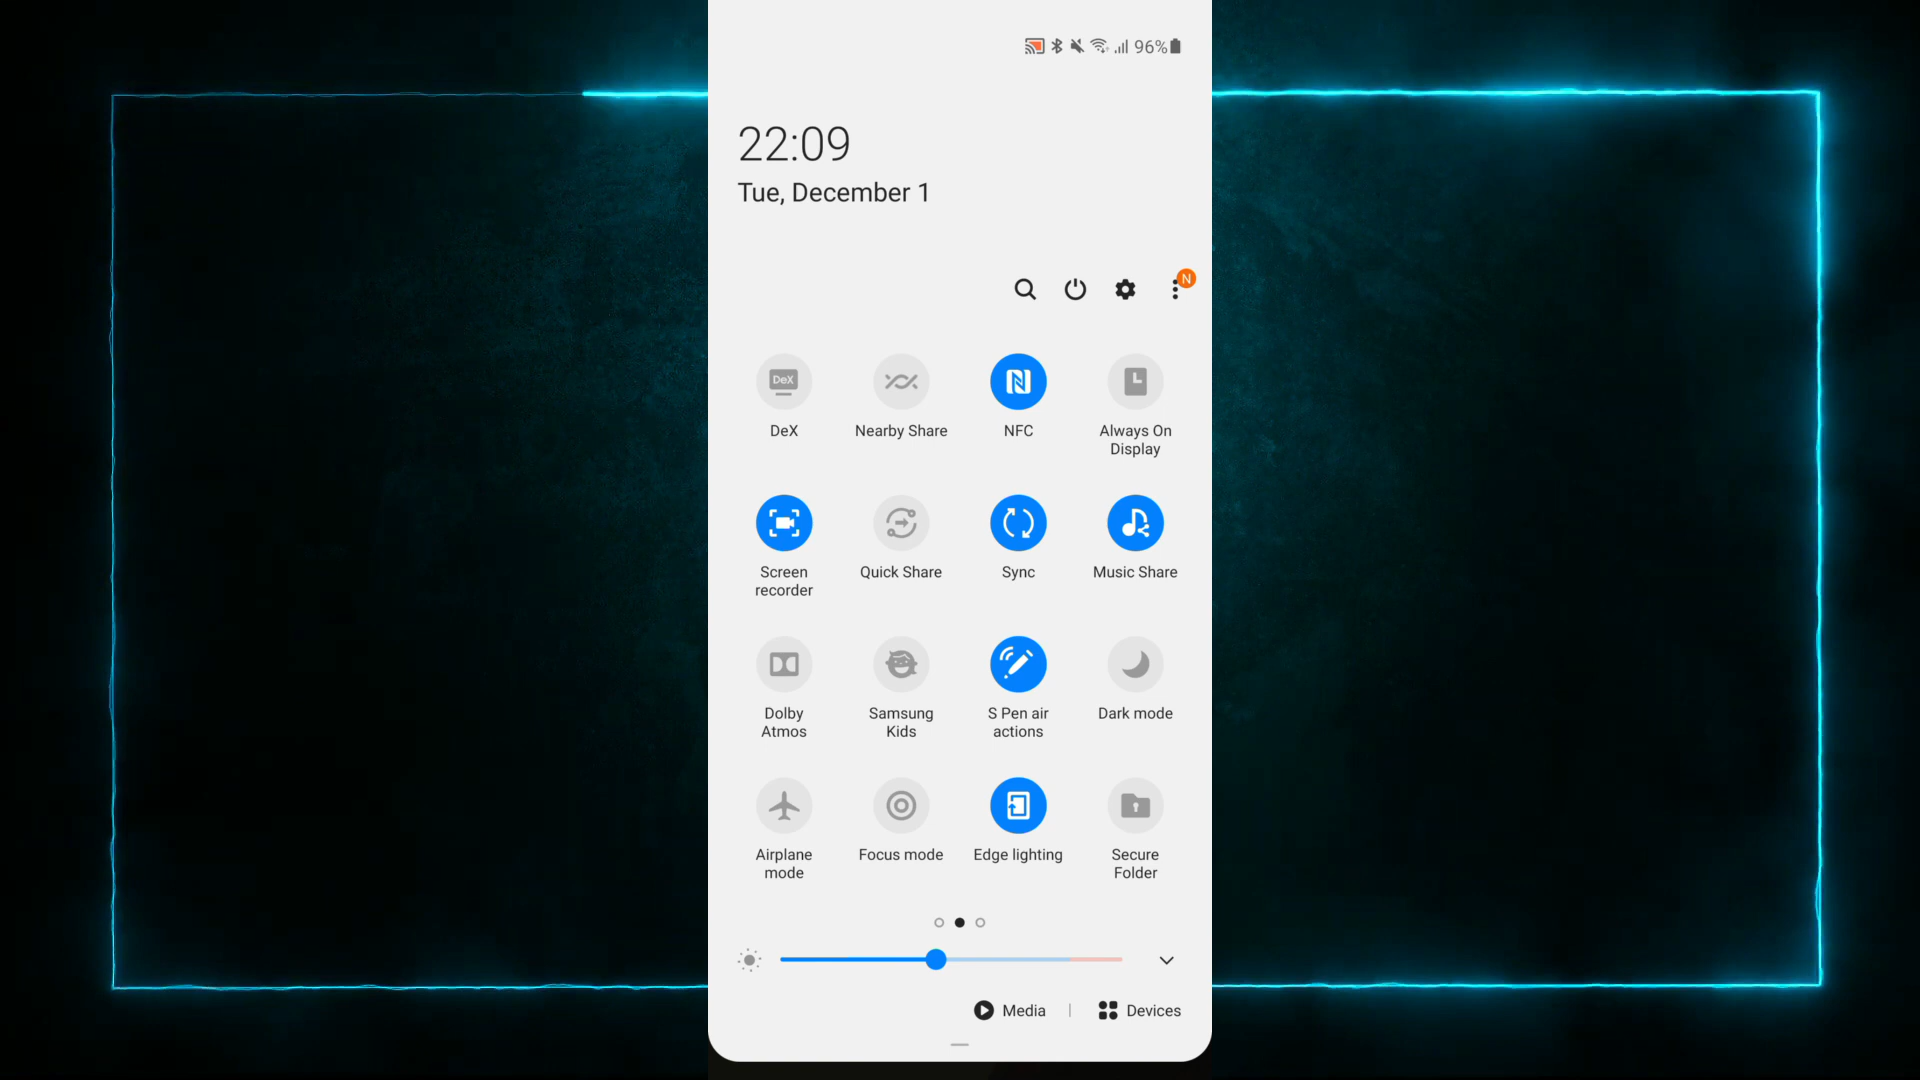 96%
22:09
Tue, December 1
N
DeX
DeX
Nearby Share
NFC
Always On
Display
Screen
recorder
Quick Share
Sync
Music Share
Dolby
Atmos
Samsung
Kids
S Pen air
actions
Dark mode
Airplane
mode
Focus mode
Edge lighting
Secure
Folder
Media
Devices